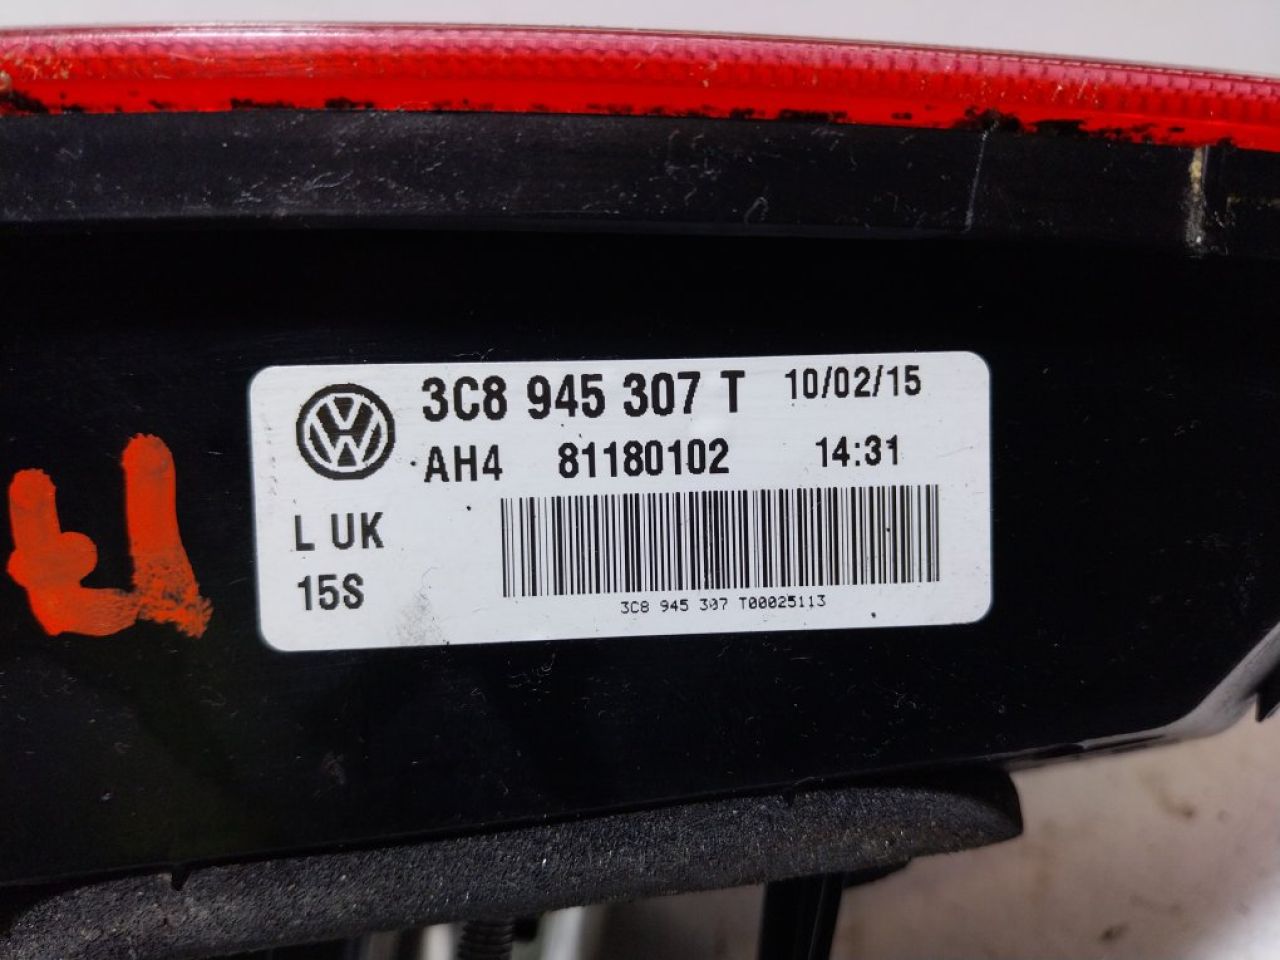 3C8 945 307 T 10/02/15
AH4 81180102 14:31
L UK
15S
3C8 945 307 T00025113